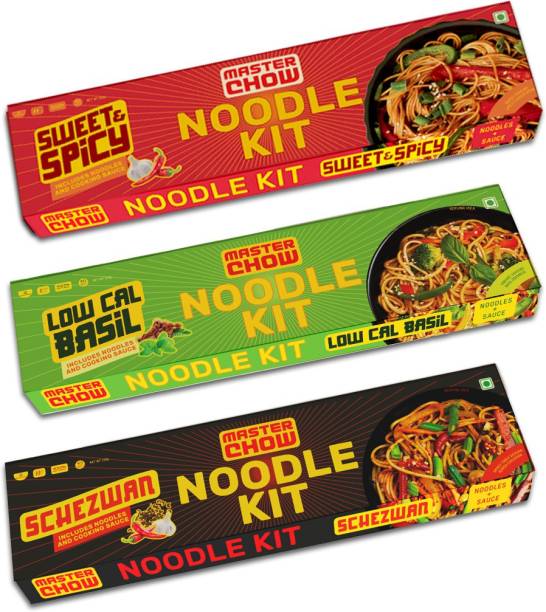 MASTER
CHOW
NOODLE
KIT
SWEET &
SPICY
INCLUDES NOODLES
AND COOKING SAUCE
NOODLES
+
SAUCE
MASTER
CHOW
NOODLE KIT
SWEET & SPICY
MASTER
CHOW
NOODLE
KIT
LOW CAL
BASIL
INCLUDES NOODLES
AND COOKING SAUCE
NOODLES
+
SAUCE
MASTER
CHOW
NOODLE KIT
LOW CAL BASIL
MASTER
CHOW
NOODLE
KIT
SCHEZWAN
INCLUDES NOODLES
AND COOKING SAUCE
NOODLES
+
SAUCE
MASTER
CHOW
NOODLE KIT
SCHEZWAN